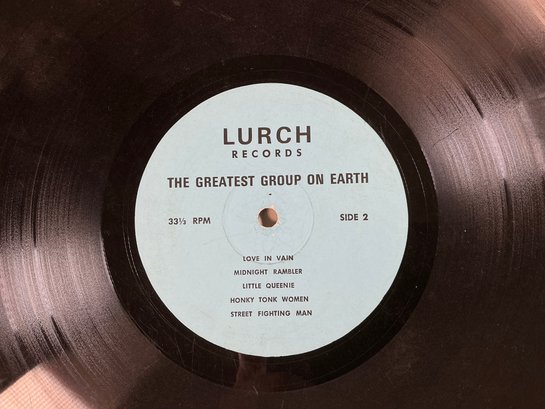 LURCH
RECORDS
THE GREATEST GROUP ON EARTH
33⅓ RPM SIDE 2
LOVE IN VAIN
MIDNIGHT RAMBLER
LITTLE QUEENIE
HONKY TONK WOMEN
STREET FIGHTING MAN